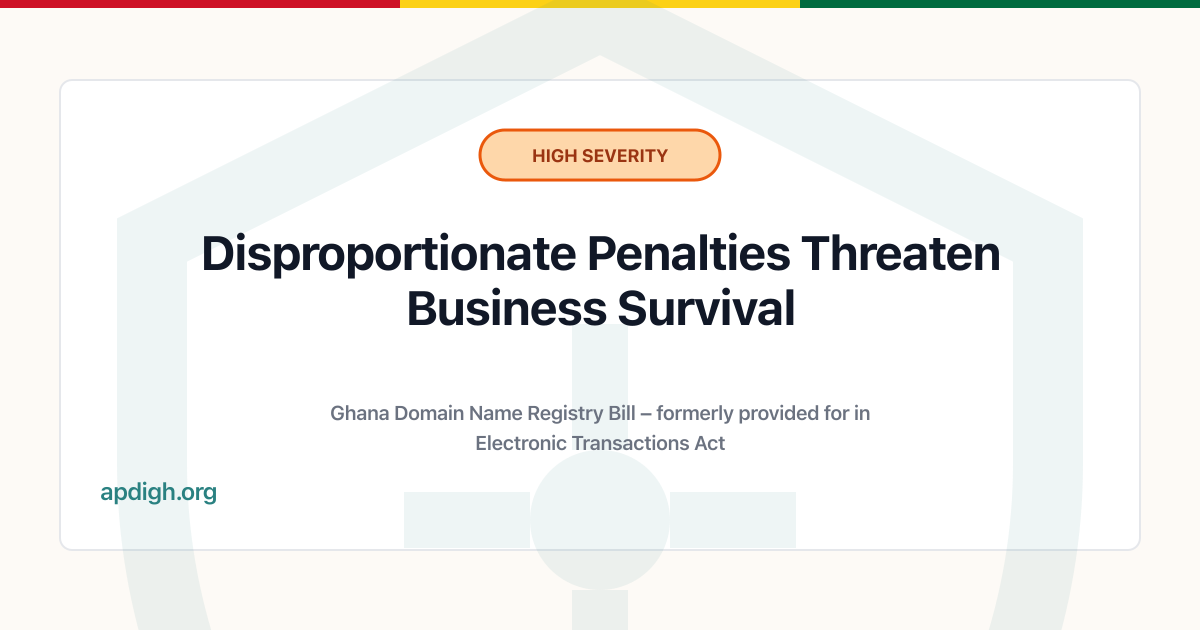 HIGH SEVERITY
Disproportionate Penalties Threaten
Business Survival
Ghana Domain Name Registry Bill – formerly provided for in
Electronic Transactions Act
apdigh.org